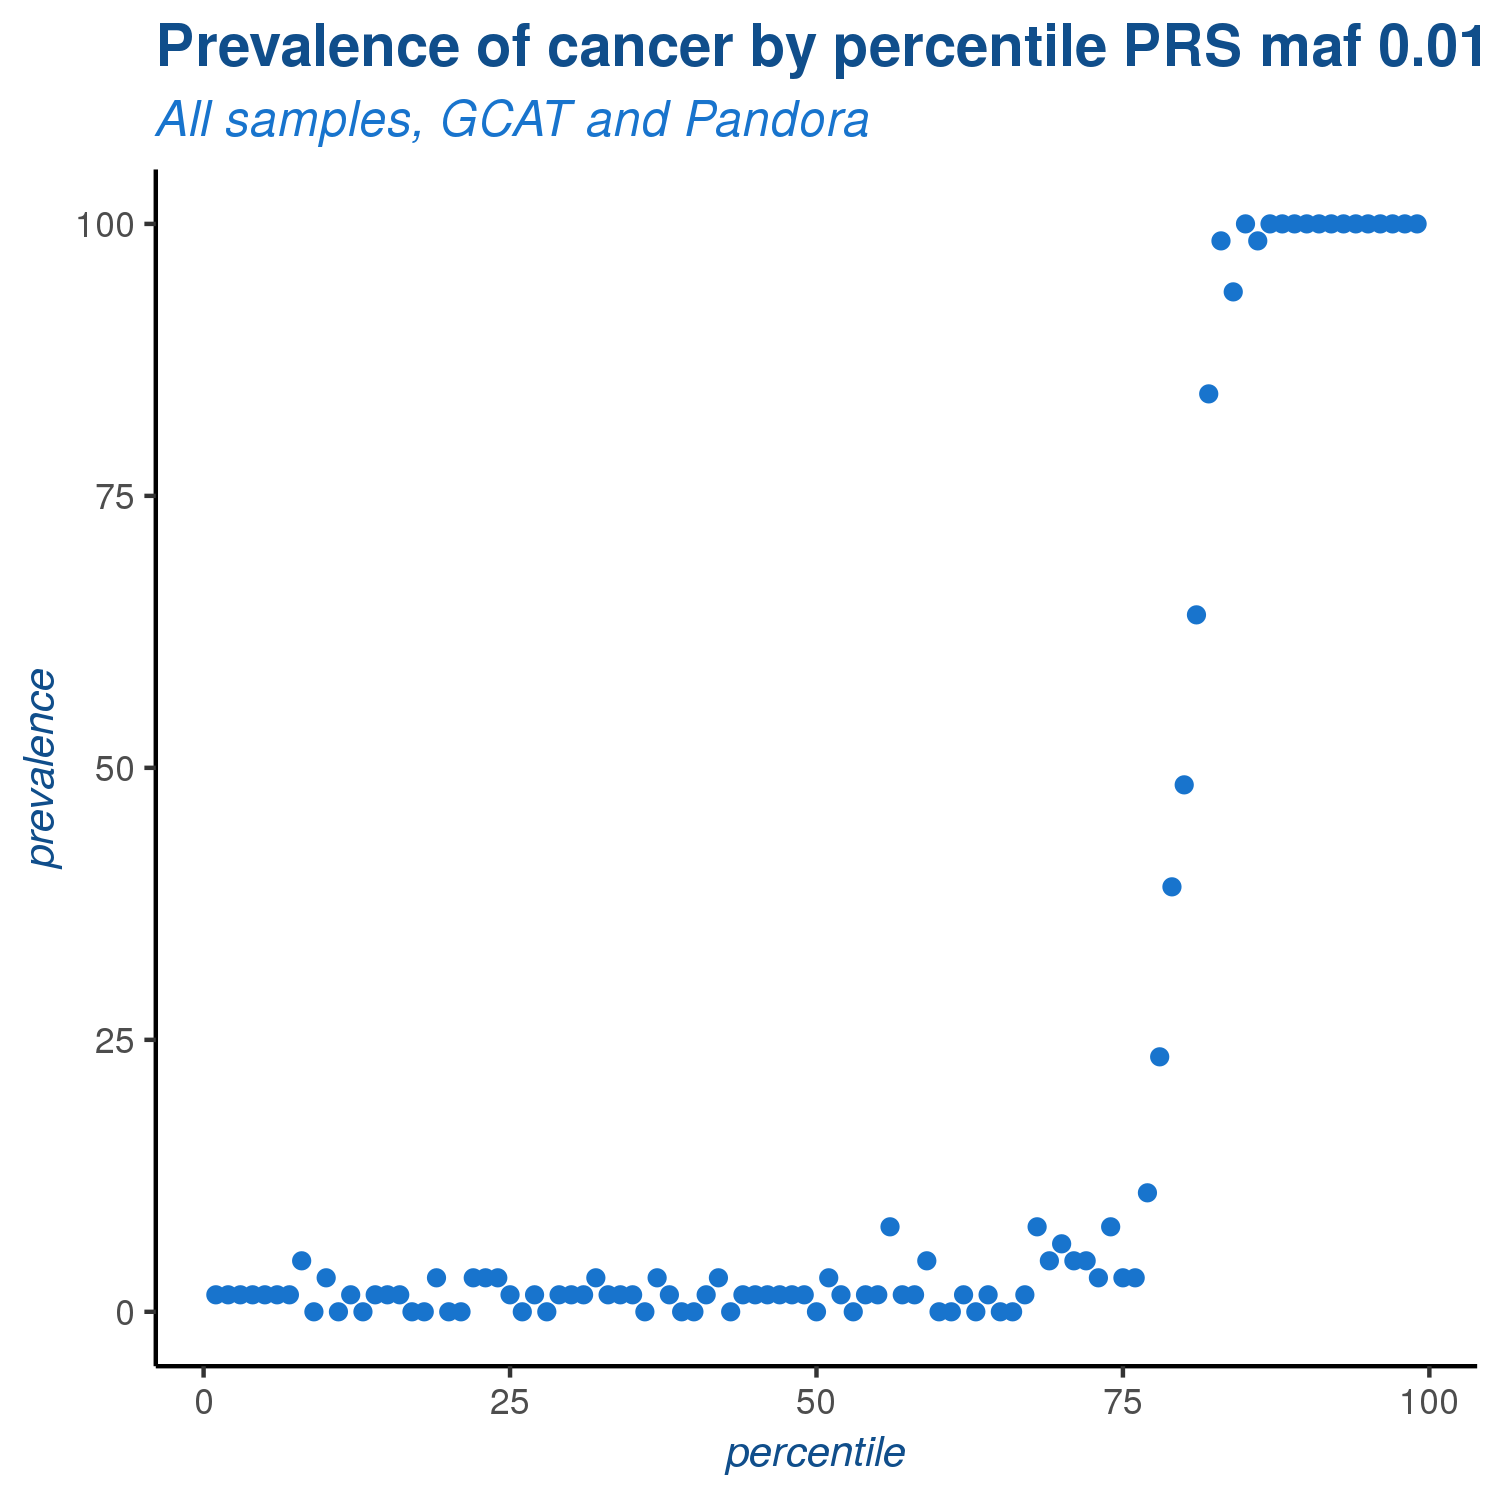 Prevalence of cancer by percentile PRS maf 0.01
All samples, GCAT and Pandora
100
75
50
25
0
prevalence
0 25 50 75 100
percentile